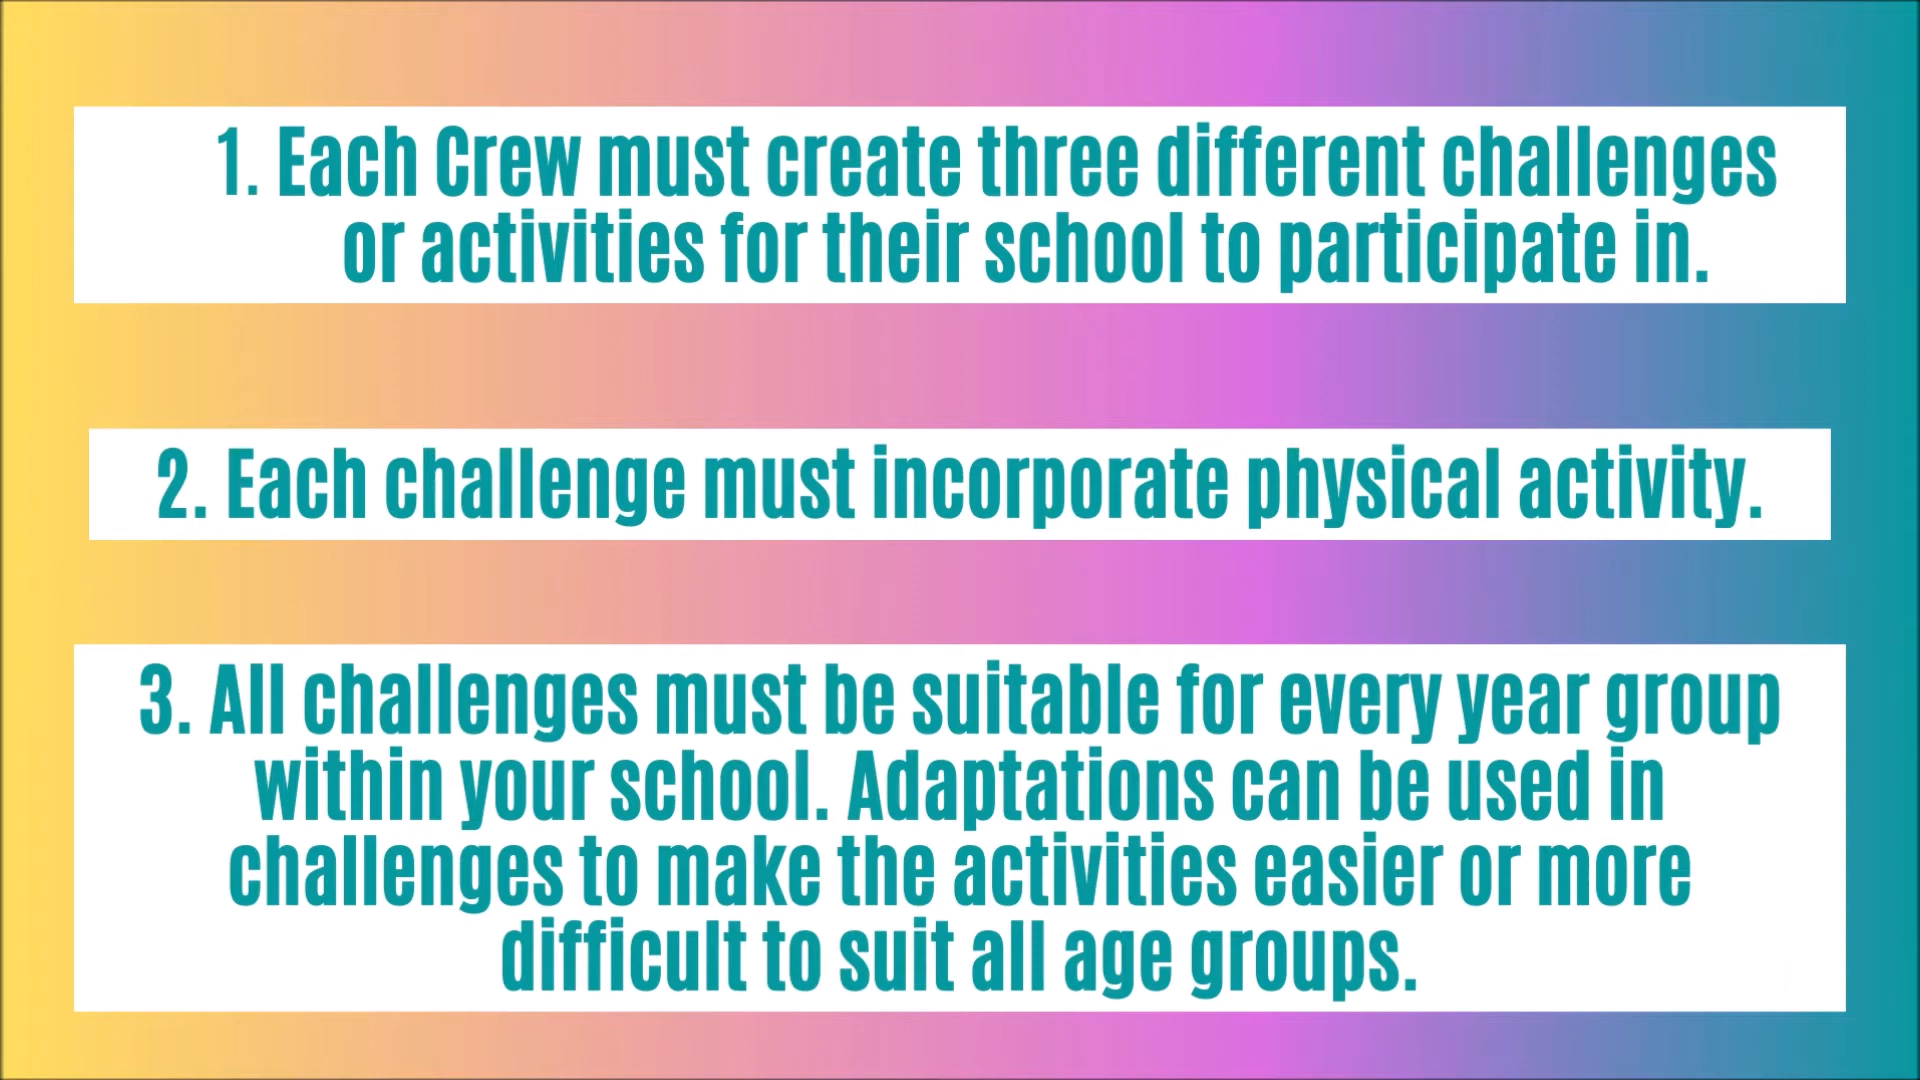 1. Each Crew must create three different challenges
or activities for their school to participate in.
2. Each challenge must incorporate physical activity.
3. All challenges must be suitable for every year group
within your school. Adaptations can be used in
challenges to make the activities easier or more
difficult to suit all age groups.